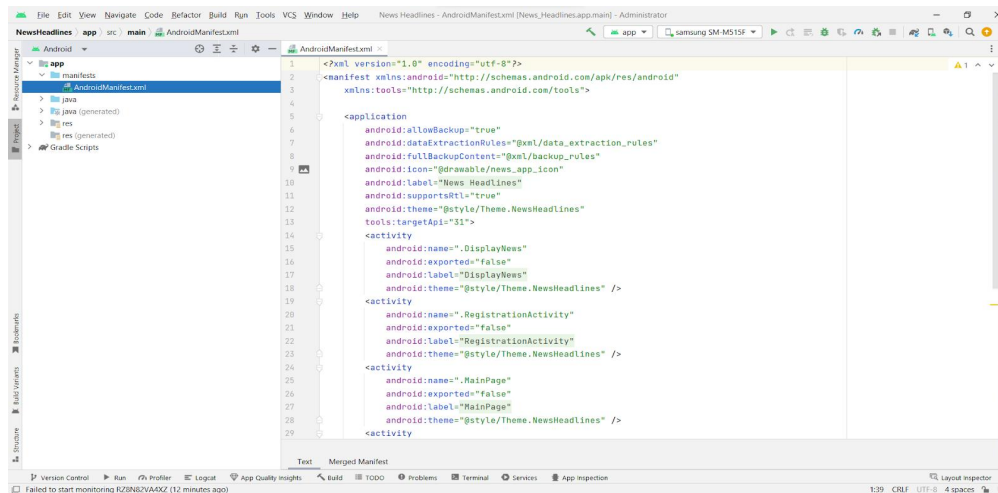 File Edit View Navigate Code Refactor Build Run Tools VCS Window Help News Headlines - AndroidManifest.xml [News_Headlines.app.main] - Administrator
NewsHeadlines app src main AndroidManifest.xml app samsung SM-M515F
Android AndroidManifest.xml
Resource Manager
Project
app
manifests
AndroidManifest.xml
java
java (generated)
res
res (generated)
Gradle Scripts
1 <?xml version="1.0" encoding="utf-8"?>
2 <manifest xmlns:android="http://schemas.android.com/apk/res/android"
3 xmlns:tools="http://schemas.android.com/tools">
4
5 <application
6 android:allowBackup="true"
7 android:dataExtractionRules="@xml/data_extraction_rules"
8 android:fullBackupContent="@xml/backup_rules"
9 android:icon="@drawable/news_app_icon"
10 android:label="News Headlines"
11 android:supportsRtl="true"
12 android:theme="@style/Theme.NewsHeadlines"
13 tools:targetApi="31">
14 <activity
15 android:name=".DisplayNews"
16 android:exported="false"
17 android:label="DisplayNews"
18 android:theme="@style/Theme.NewsHeadlines" />
19 <activity
20 android:name=".RegistrationActivity"
21 android:exported="false"
22 android:label="RegistrationActivity"
23 android:theme="@style/Theme.NewsHeadlines" />
24 <activity
25 android:name=".MainPage"
26 android:exported="false"
27 android:label="MainPage"
28 android:theme="@style/Theme.NewsHeadlines" />
29 <activity
1
Bookmarks
Build Variants
Structure
Text Merged Manifest
Version Control Run Profiler Logcat App Quality Insights Build TODO Problems Terminal Services App Inspection Layout Inspector
Failed to start monitoring RZ8N82VA4XZ (12 minutes ago) 1:39 CRLF UTF-8 4 spaces